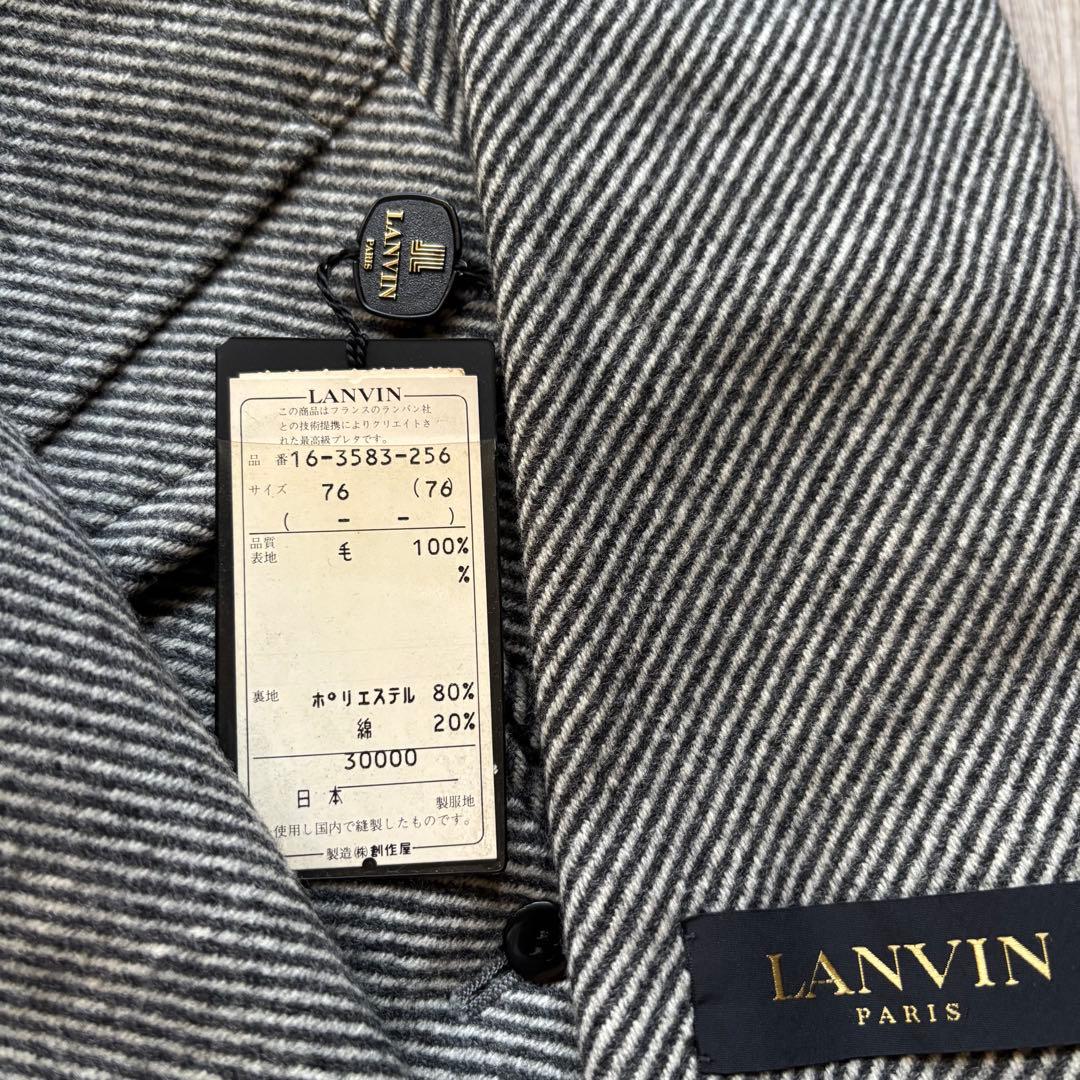 LANVIN
PARIS
LANVIN
この商品はフランスのランバン社
との技術提携によりクリエイトさ
れた最高級プレタです。
品 番 16-3583-256
サイズ 76 (76)
( - - )
品質
表地 毛 100%
%
裏地 ポリエステル 80%
綿 20%
30000
日本 製服地
使用し国内で縫製したものです。
製造(株)創作屋
LANVIN
PARIS